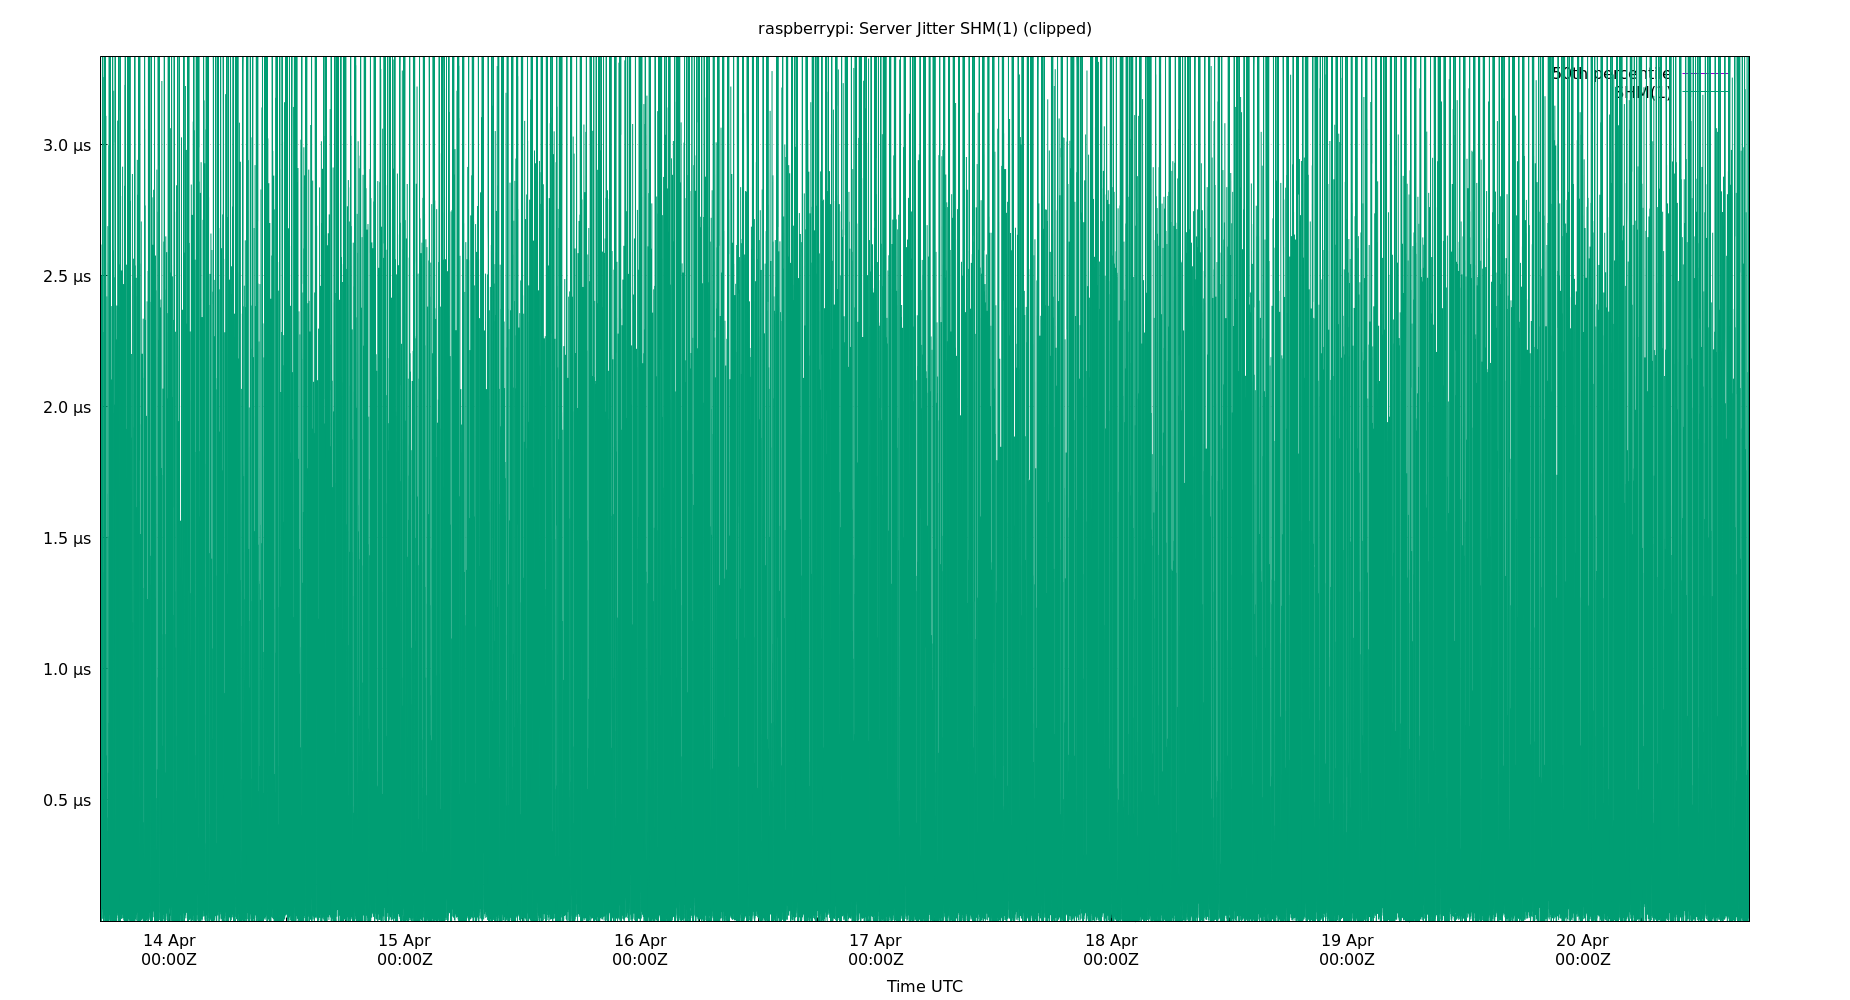 raspberrypi: Server Jitter SHM(1) (clipped)
50th percentile
SHM(1)
3.0 µs
2.5 µs
2.0 µs
1.5 µs
1.0 µs
0.5 µs
14 Apr 15 Apr 16 Apr 17 Apr 18 Apr 19 Apr 20 Apr
00:00Z 00:00Z 00:00Z 00:00Z 00:00Z 00:00Z 00:00Z
Time UTC